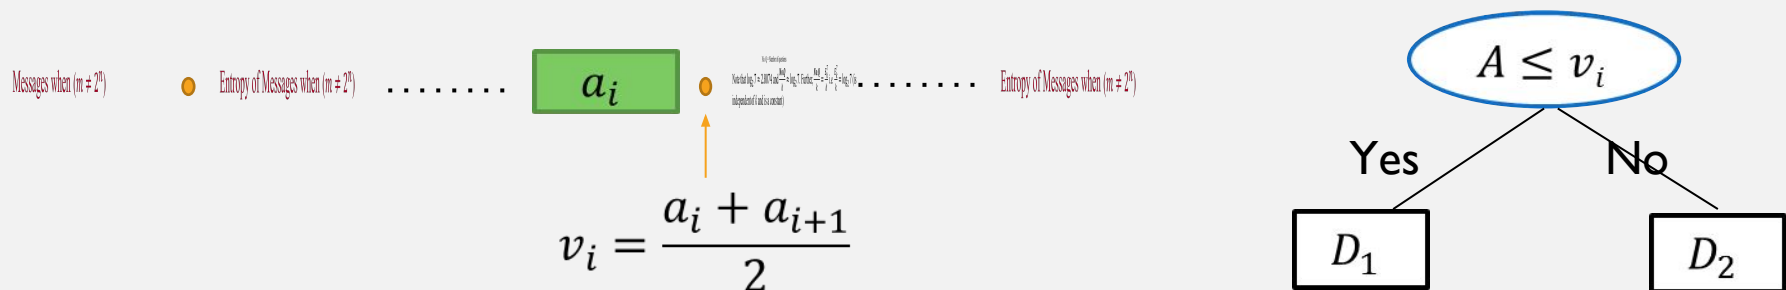 Messages when (m ≠ 2ⁿ) Entropy of Messages when (m ≠ 2ⁿ) ........ aᵢ ........ Entropy of Messages when (m ≠ 2ⁿ)
vᵢ = (aᵢ + aᵢ₊₁) / 2
A ≤ vᵢ
Yes No
D₁ D₂